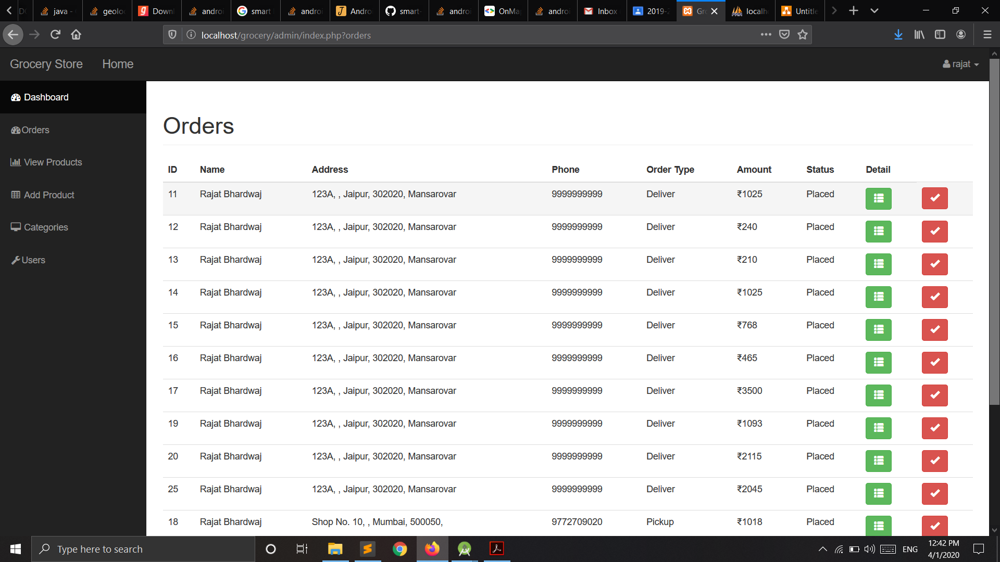 java -
geoloc
Downl
androi
smart
androi
Andro
smart-
androi
OnMa
androi
Inbox
2019-2
Gro
localh
Untitle
localhost/grocery/admin/index.php?orders
Grocery Store Home rajat
Dashboard
Orders
View Products
Add Product
Categories
Users
Orders
ID Name Address Phone Order Type Amount Status Detail
11 Rajat Bhardwaj 123A, , Jaipur, 302020, Mansarovar 9999999999 Deliver ₹1025 Placed
12 Rajat Bhardwaj 123A, , Jaipur, 302020, Mansarovar 9999999999 Deliver ₹240 Placed
13 Rajat Bhardwaj 123A, , Jaipur, 302020, Mansarovar 9999999999 Deliver ₹210 Placed
14 Rajat Bhardwaj 123A, , Jaipur, 302020, Mansarovar 9999999999 Deliver ₹1025 Placed
15 Rajat Bhardwaj 123A, , Jaipur, 302020, Mansarovar 9999999999 Deliver ₹768 Placed
16 Rajat Bhardwaj 123A, , Jaipur, 302020, Mansarovar 9999999999 Deliver ₹465 Placed
17 Rajat Bhardwaj 123A, , Jaipur, 302020, Mansarovar 9999999999 Deliver ₹3500 Placed
19 Rajat Bhardwaj 123A, , Jaipur, 302020, Mansarovar 9999999999 Deliver ₹1093 Placed
20 Rajat Bhardwaj 123A, , Jaipur, 302020, Mansarovar 9999999999 Deliver ₹2115 Placed
25 Rajat Bhardwaj 123A, , Jaipur, 302020, Mansarovar 9999999999 Deliver ₹2045 Placed
18 Rajat Bhardwaj Shop No. 10, , Mumbai, 500050, 9772709020 Pickup ₹1018 Placed
Type here to search
ENG
12:42 PM
4/1/2020